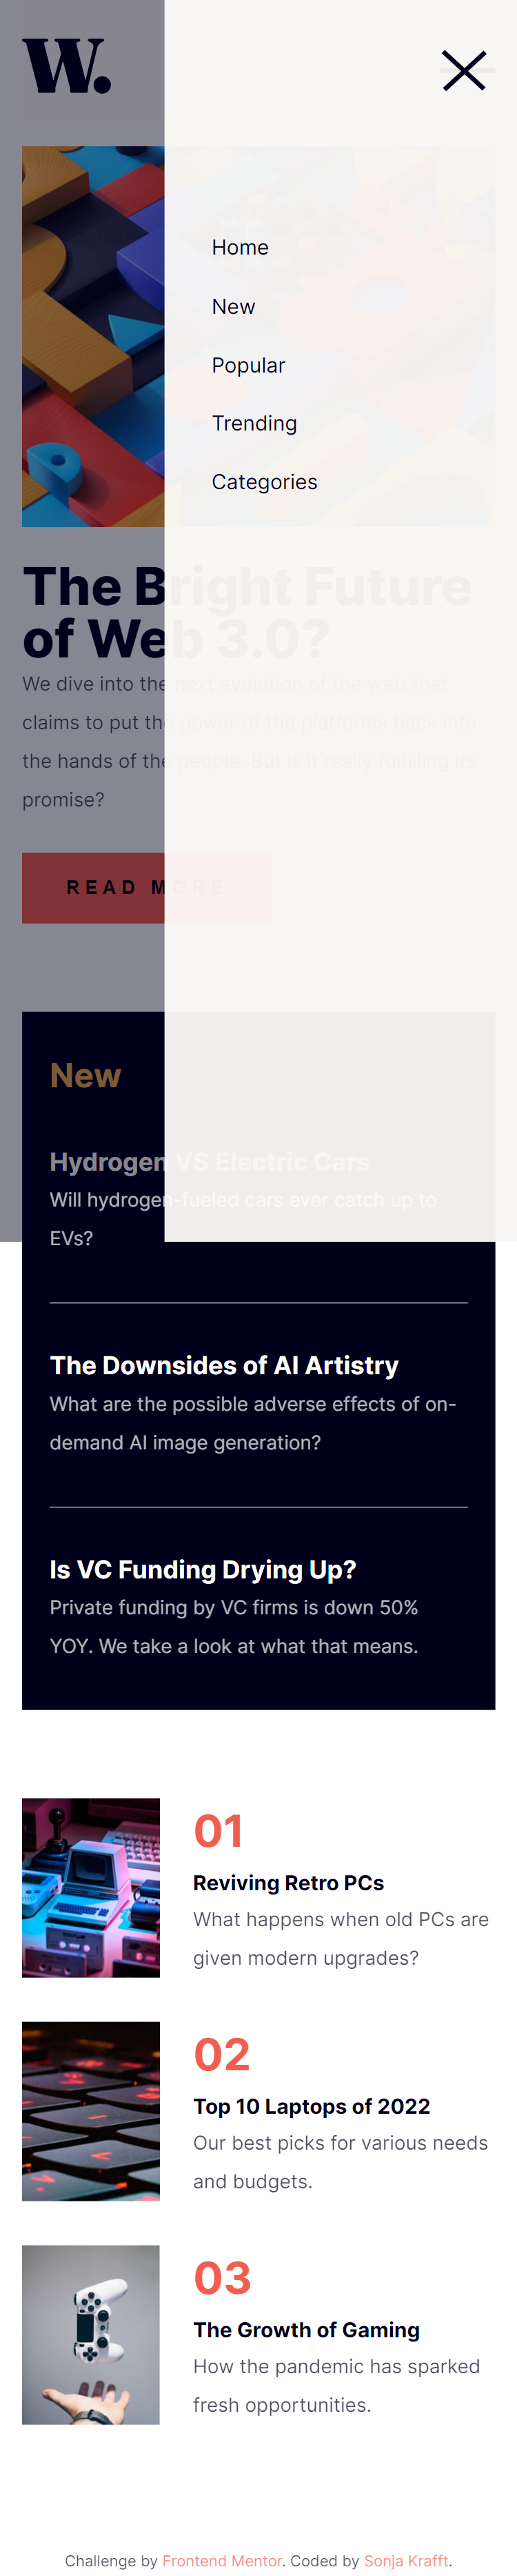 W.
Home
New
Popular
Trending
Categories
The Bright Future
of Web 3.0?
We dive into the next evolution of the web that
claims to put the power of the platforms back into
the hands of the people. But is it really fulfilling its
promise?
READ MORE
New
Hydrogen VS Electric Cars
Will hydrogen-fueled cars ever catch up to
EVs?
The Downsides of AI Artistry
What are the possible adverse effects of on-
demand AI image generation?
Is VC Funding Drying Up?
Private funding by VC firms is down 50%
YOY. We take a look at what that means.
01
Reviving Retro PCs
What happens when old PCs are
given modern upgrades?
02
Top 10 Laptops of 2022
Our best picks for various needs
and budgets.
03
The Growth of Gaming
How the pandemic has sparked
fresh opportunities.
Challenge by Frontend Mentor. Coded by Sonja Krafft.